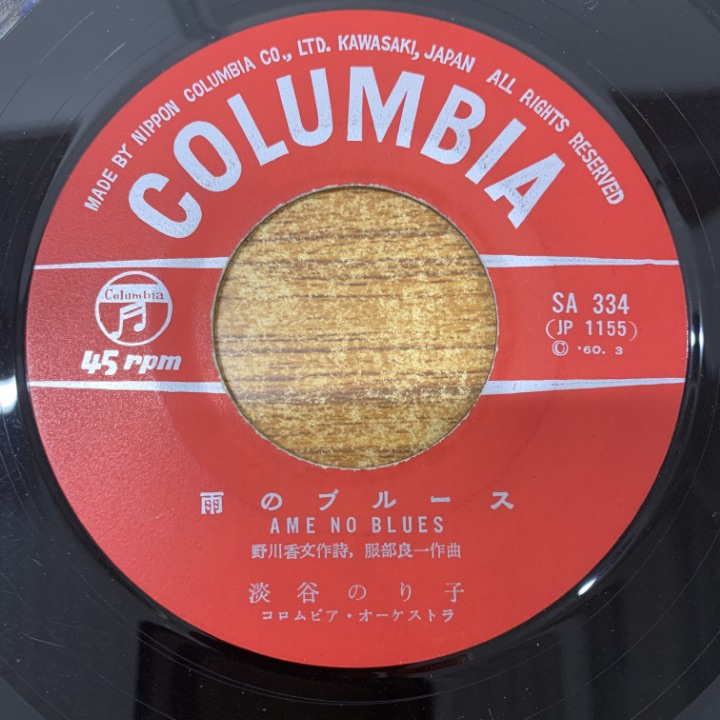 MADE BY NIPPON COLUMBIA CO., LTD. KAWASAKI, JAPAN ALL RIGHTS RESERVED
COLUMBIA
Columbia
45 rpm
SA 334
(JP 1155)
© '60. 3
雨のブルース
AME NO BLUES
野川香文作詩, 服部良一作曲
淡谷のり子
コロムビア・オーケストラ